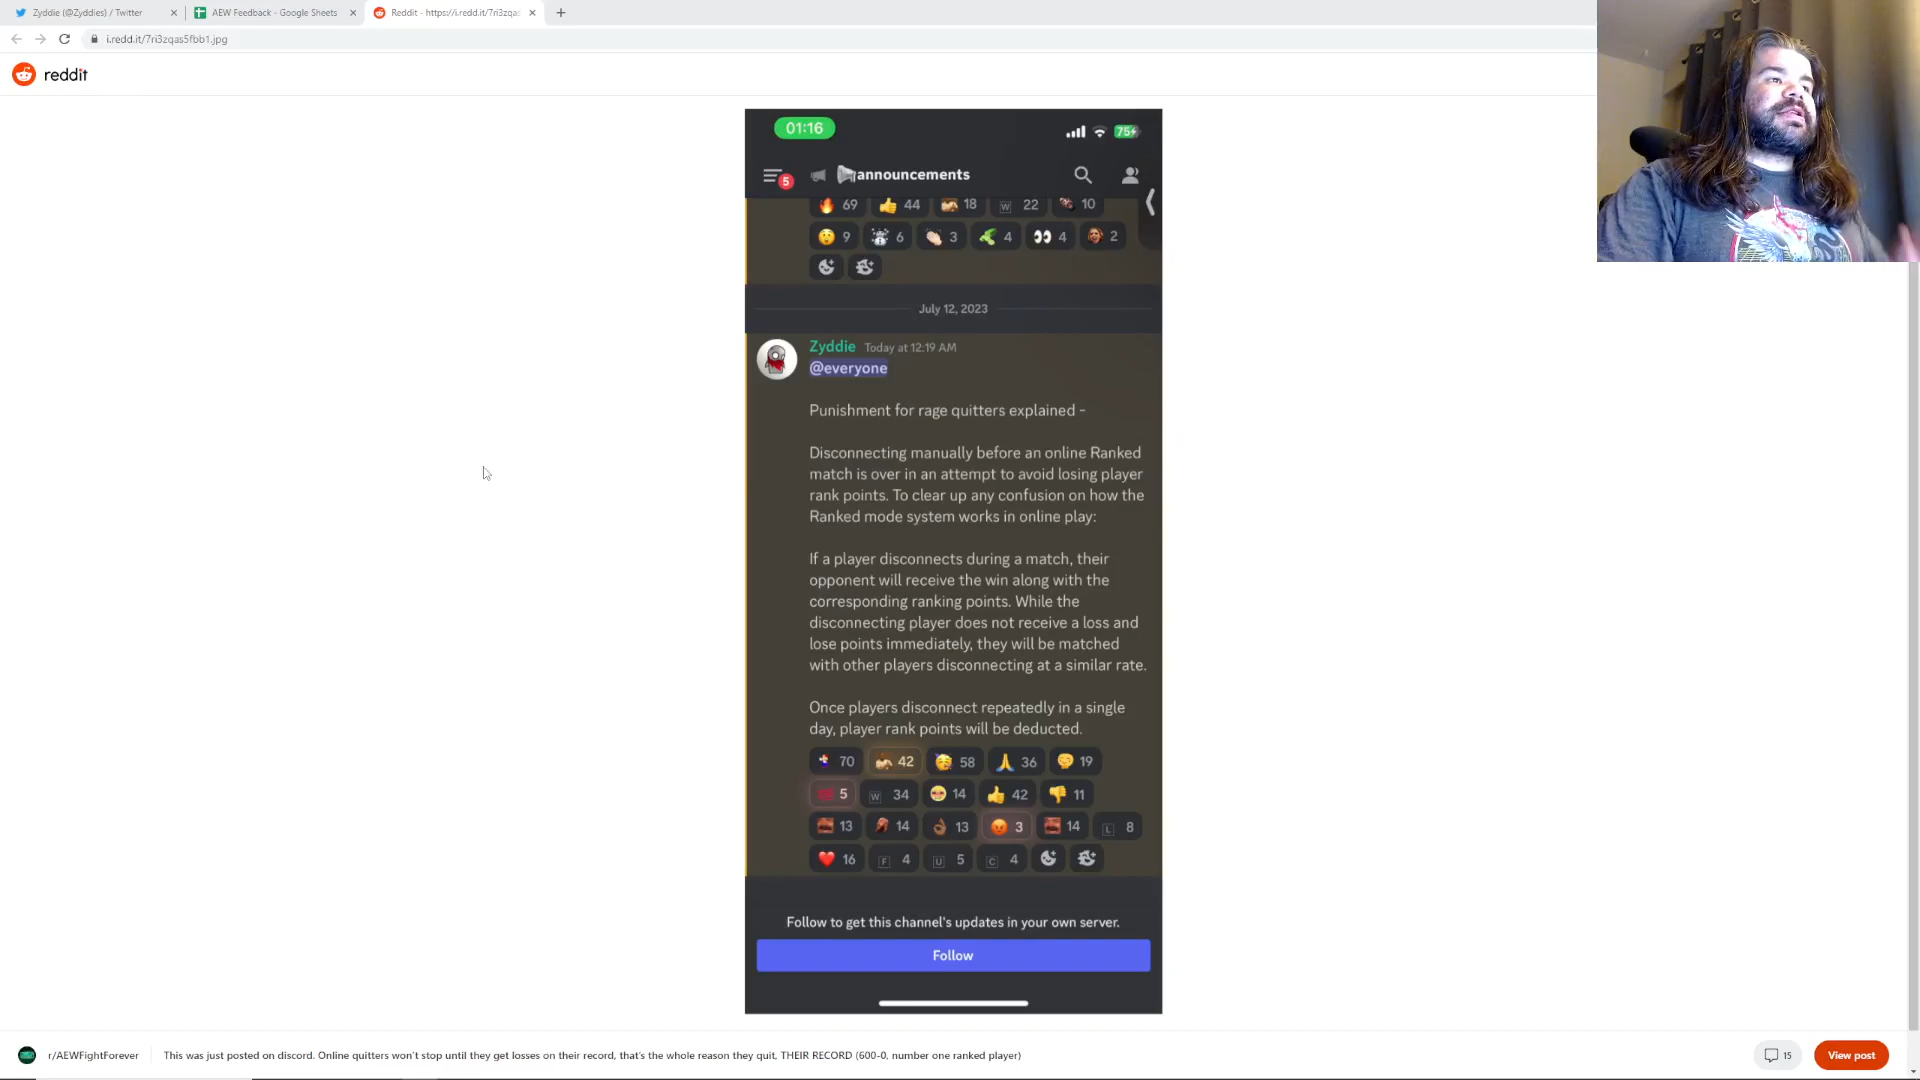 Zyddie (@Zyddies) / Twitter
AEW Feedback - Google Sheets
Reddit - https://i.redd.it/7ri3zqas
i.redd.it/7ri3zqas5fbb1.jpg
reddit
01:16
75
5
announcements
69 44 18 W 22 10
9 6 3 4 4 2
July 12, 2023
Zyddie Today at 12:19 AM
@everyone
Punishment for rage quitters explained -
Disconnecting manually before an online Ranked
match is over in an attempt to avoid losing player
rank points. To clear up any confusion on how the
Ranked mode system works in online play:
If a player disconnects during a match, their
opponent will receive the win along with the
corresponding ranking points. While the
disconnecting player does not receive a loss and
lose points immediately, they will be matched
with other players disconnecting at a similar rate.
Once players disconnect repeatedly in a single
day, player rank points will be deducted.
70 42 58 36 19
5 W 34 14 42 11
13 14 13 3 14 L 8
16 F 4 U 5 C 4
Follow to get this channel's updates in your own server.
Follow
r/AEWFightForever This was just posted on discord. Online quitters won't stop until they get losses on their record, that's the whole reason they quit, THEIR RECORD (600-0, number one ranked player)
15 View post